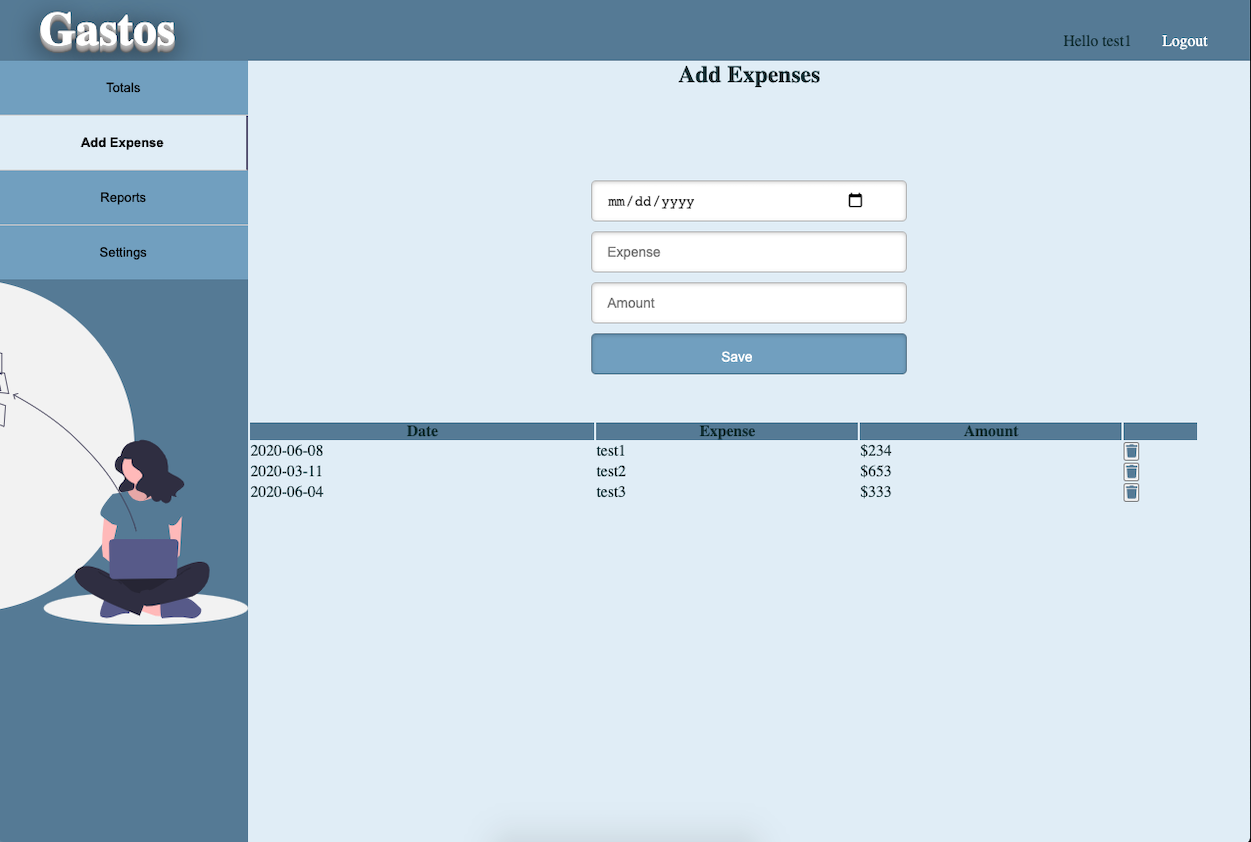 Gastos
Hello test1 Logout
Totals
Add Expense
Reports
Settings
Add Expenses
mm/dd/yyyy
Expense
Amount
Save
Date Expense Amount
2020-06-08 test1 $234
2020-03-11 test2 $653
2020-06-04 test3 $333